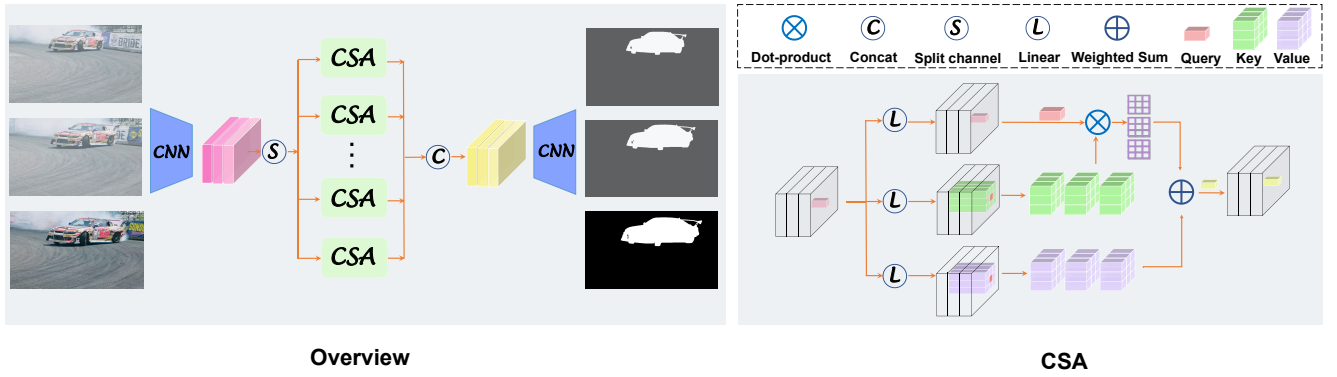 CSA
CSA
CNN
S
C
CNN
CSA
CSA
Overview
C
S
L
Dot-product
Concat
Split channel
Linear
Weighted Sum
Query
Key
Value
L
L
L
CSA
BRIDE